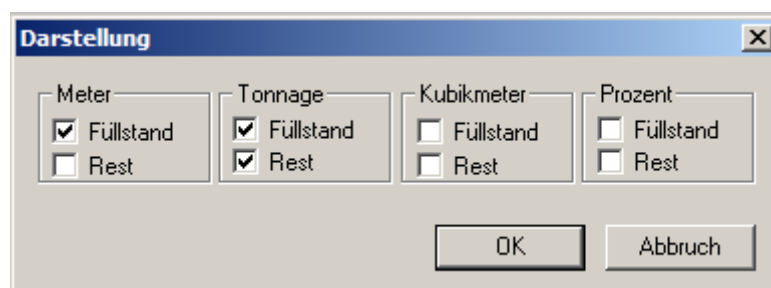 Darstellung
Meter Tonnage Kubikmeter Prozent
Füllstand Füllstand Füllstand Füllstand
Rest Rest Rest Rest
OK Abbruch